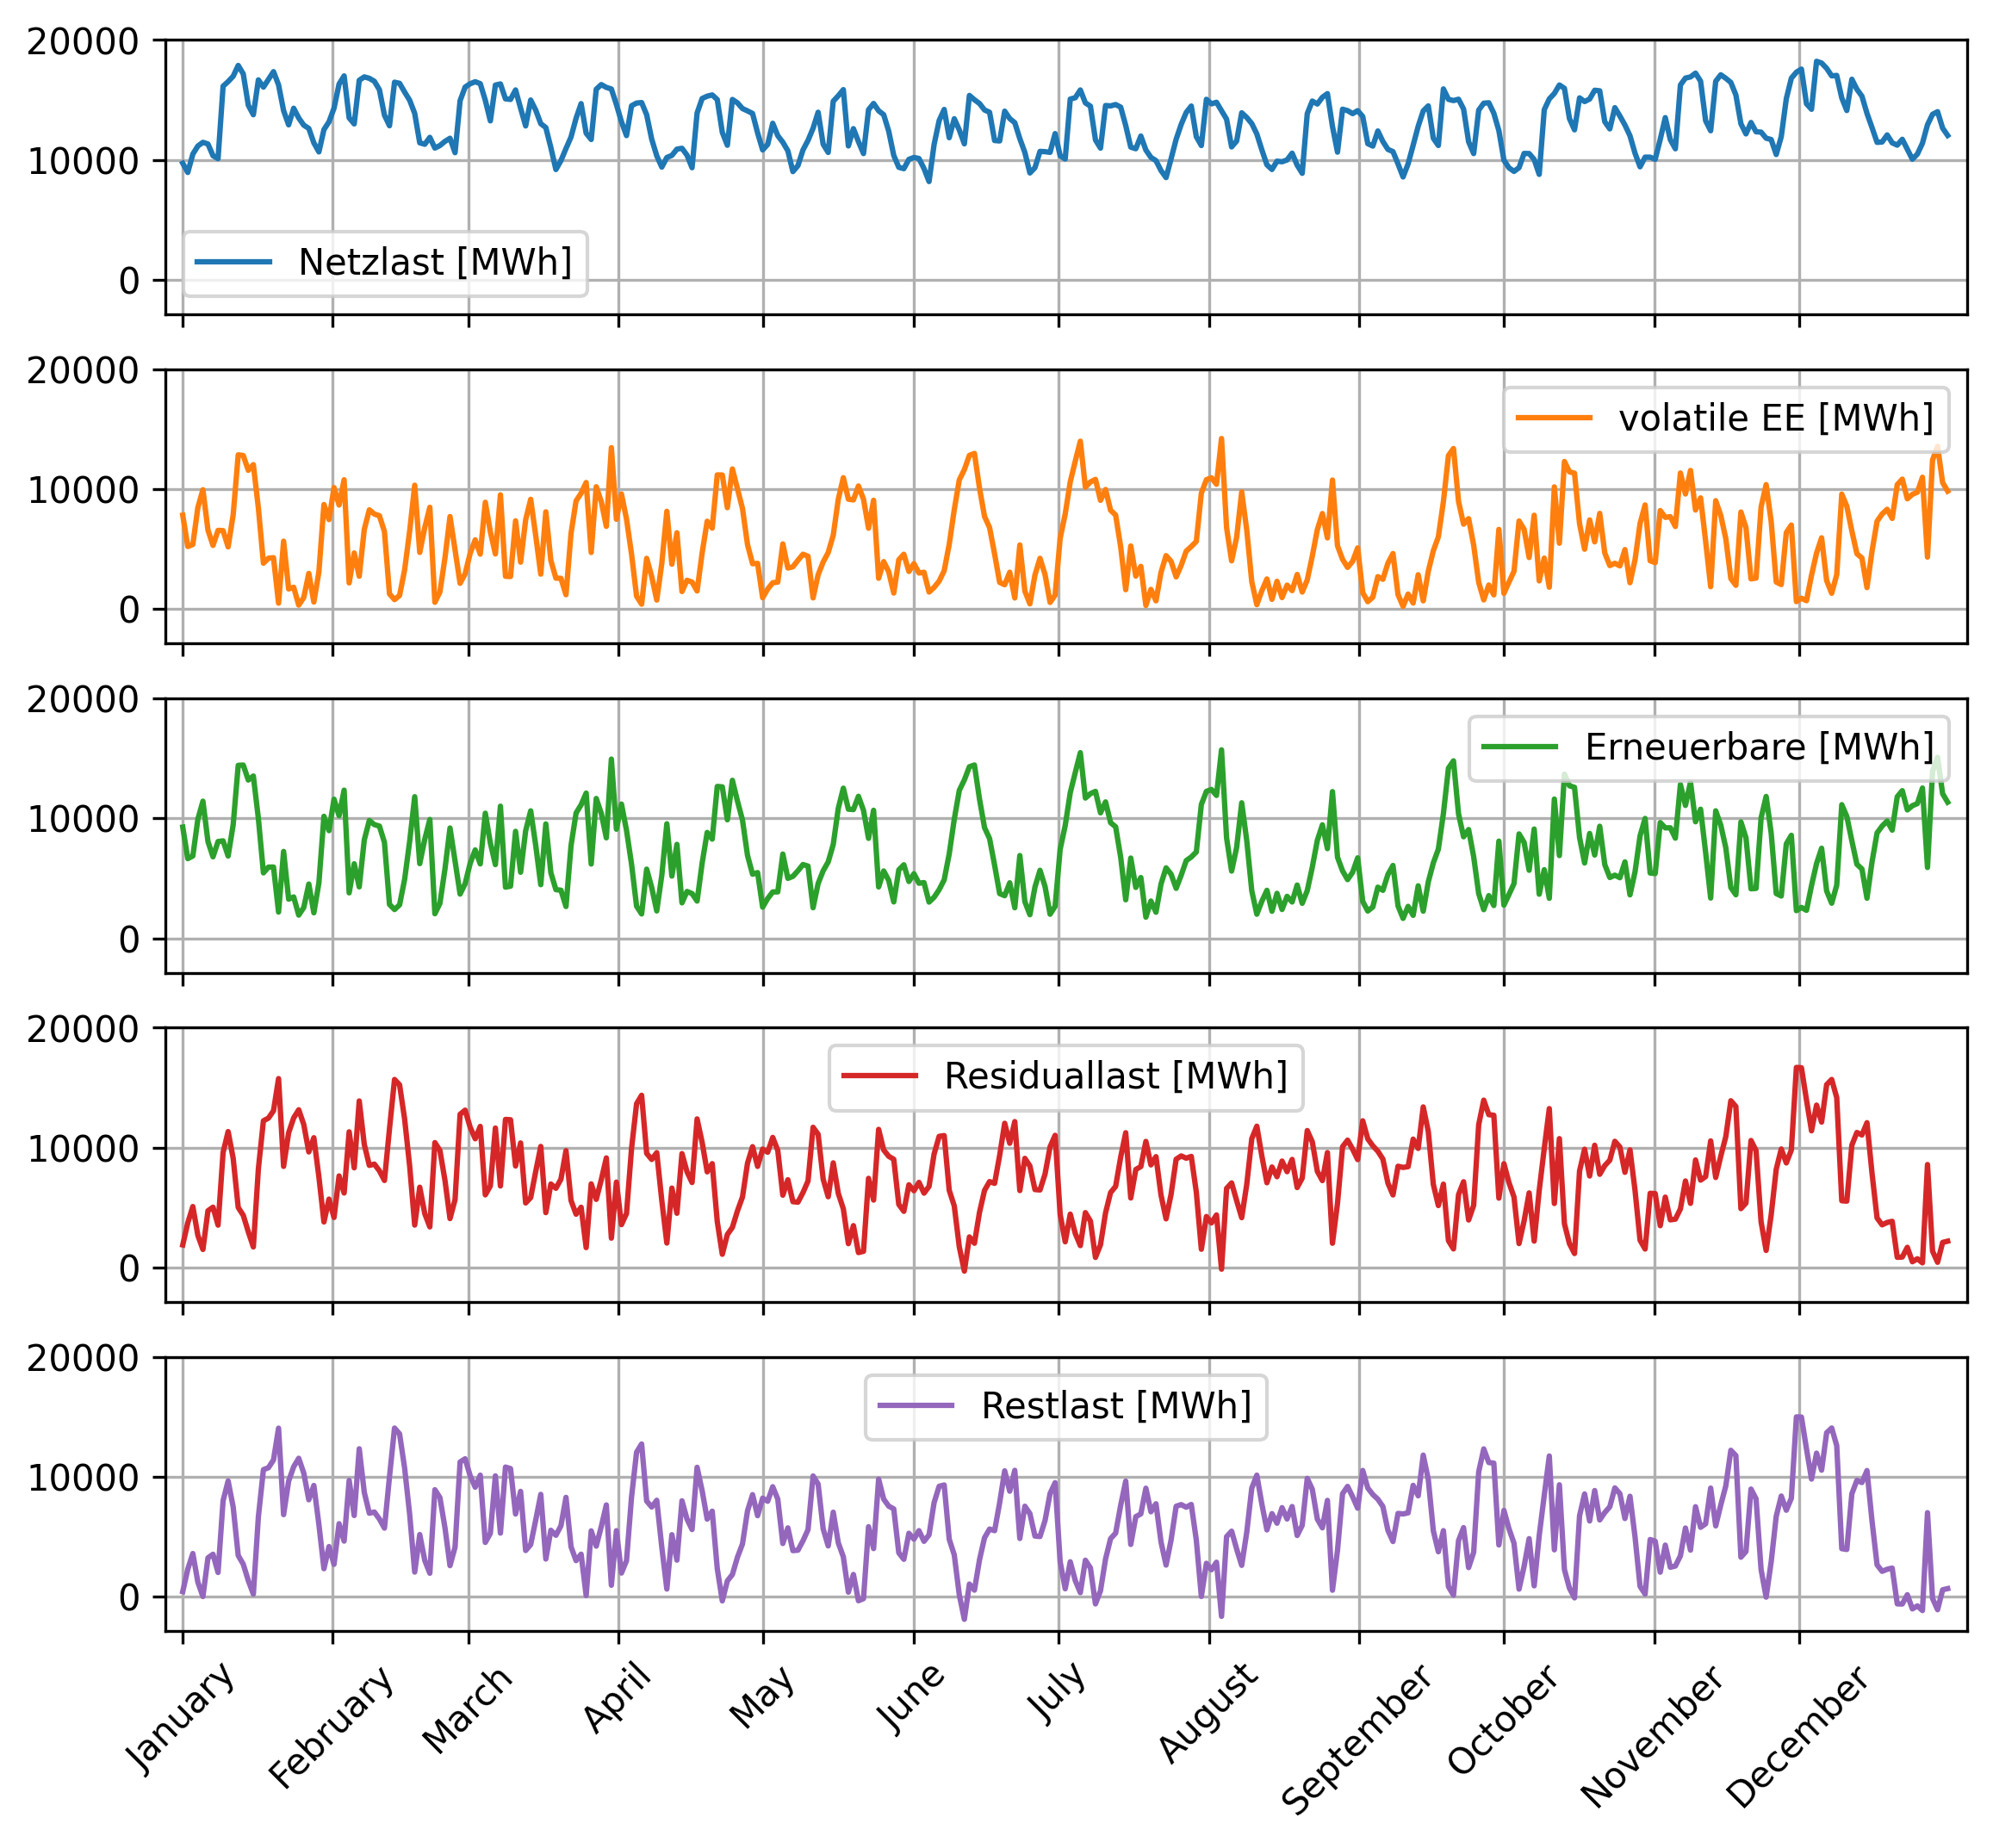 20000
10000
0
Netzlast [MWh]
20000
10000
0
volatile EE [MWh]
20000
10000
0
Erneuerbare [MWh]
20000
10000
0
Residuallast [MWh]
20000
10000
0
Restlast [MWh]
January
February
March
April
May
June
July
August
September
October
November
December